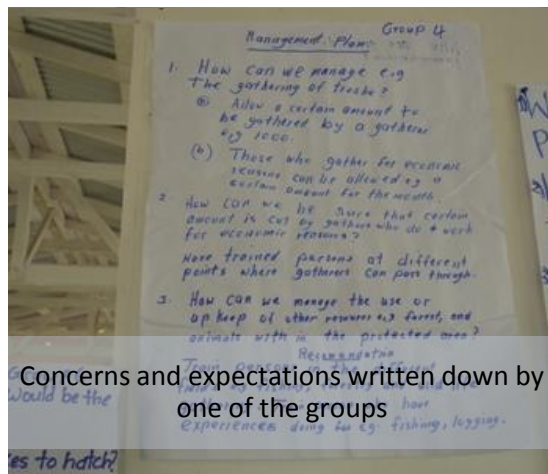 Group 4
Management Plan
1. How can we manage e.g
The gathering of trooly?
(a) Allow a certain amount to
be gathered by a gatherer
e.g 1000.
(b) Those who gather for economic
reasons can be allowed e.g a
certain amount for the month.
2. How can we be sure that certain
amount is cut by gathers who do + work
for economic reasons?
Have trained persons at different
points where gatherers can pass through.
3. How can we manage the use or
up keep of other resources e.g forest, and
animals with in the protected area?
Recommendation
Concerns and expectations written down by
one of the groups
have
experiences doing so e.g. fishing, logging.
would be the
es to hatch?